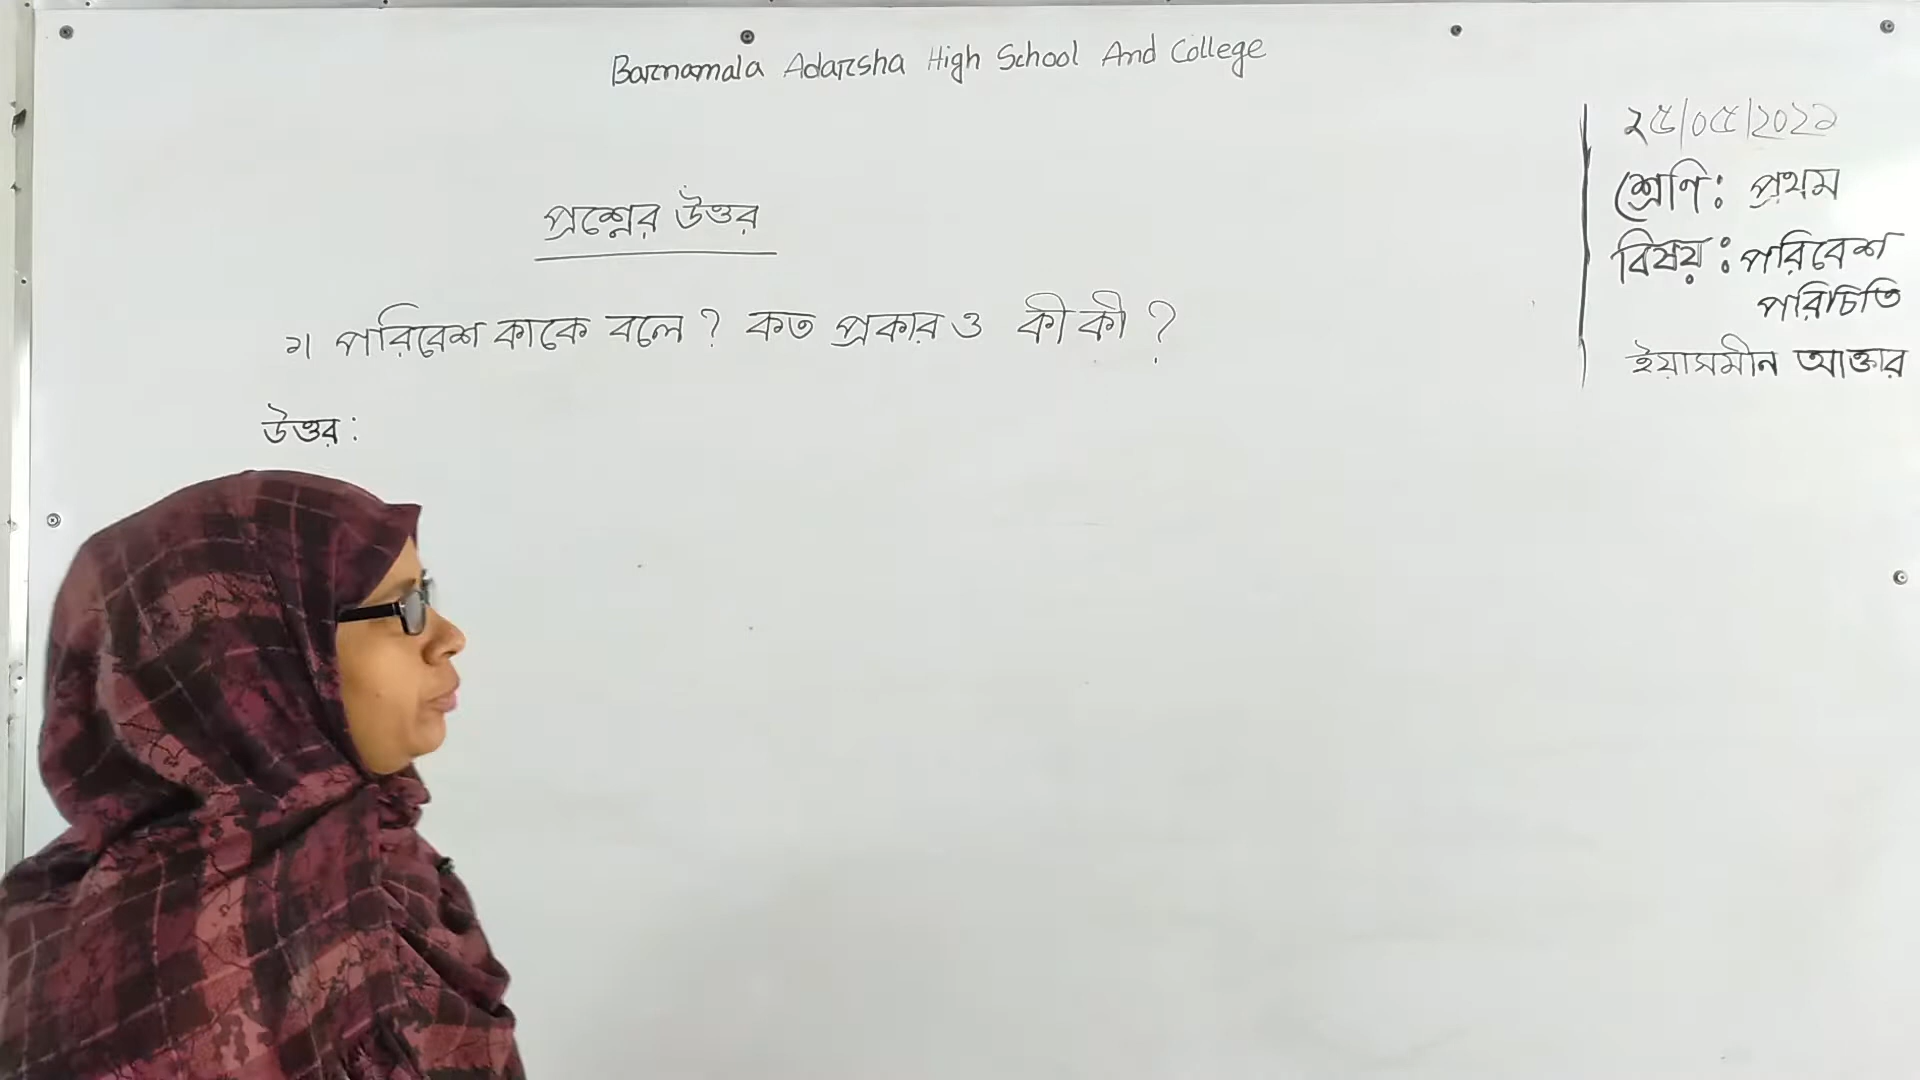 Barnamala Adarsha High School And College
২৫/০৫/২০২১
শ্রেণি: প্রথম
বিষয়: পরিবেশ
পরিচিতি
ইয়াসমীন আক্তার
প্রশ্নের উত্তর
১। পরিবেশ কাকে বলে? কত প্রকার ও কী কী?
উত্তর: